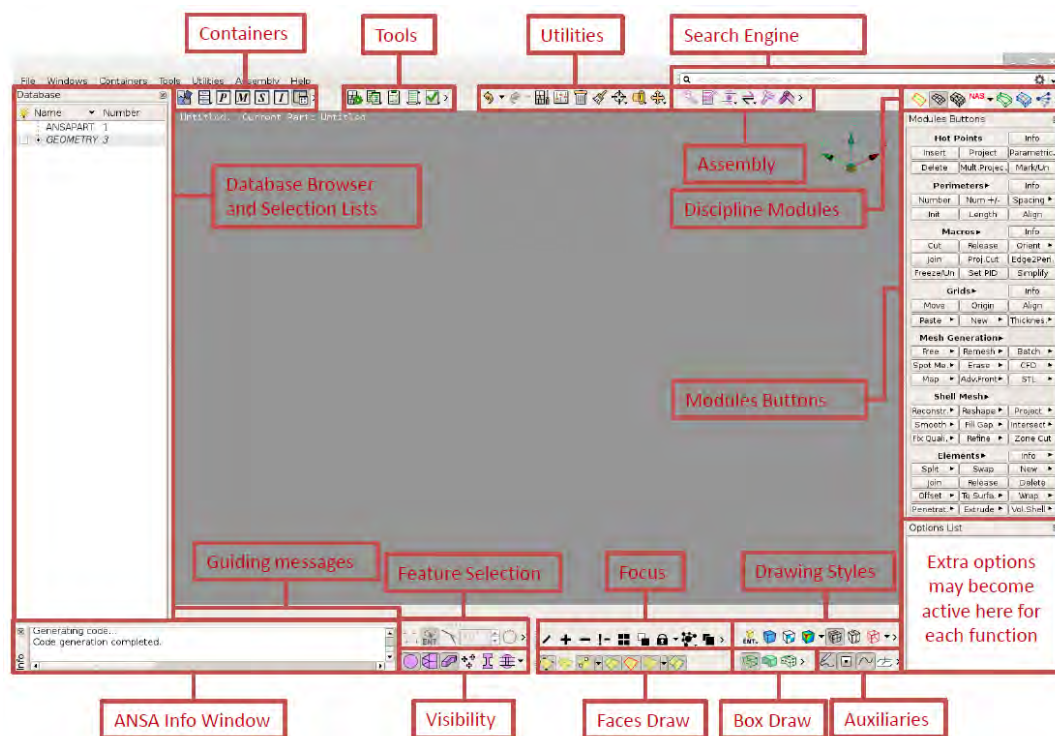 Containers
Tools
Utilities
Search Engine
File Windows Containers Tools Utilities Assembly Help
Database
Name Number
ANSAPART 1
GEOMETRY 3
P M S I
NAS
Untitled. Current Part: Untitled
Assembly
Database Browser
and Selection Lists
Discipline Modules
Modules Buttons
Modules Buttons
Hot Points Info
Insert Project Parametric.
Delete Mult.Projec. Mark/Un
Perimeters Info
Number Num +/- Spacing
Init Length Align
Macros Info
Cut Release Orient
Join Proj.Cut Edge2Peri.
Freeze/Un Set PID Simplify
Grids Info
Move Origin Align
Paste New Thicknes.
Mesh Generation
Free Remesh Batch
Spot Me. Erase CFD
Map Adv.Front STL
Shell Mesh
Reconstr. Reshape Project
Smooth Fill Gap Intersect
Fix Quali. Refine Zone Cut
Elements Info
Split Swap New
Join Release Delete
Offset To Surfa. Wrap
Penetrat. Extrude Vol.Shell
Options List
Extra options
may become
active here for
each function
Guiding messages
Feature Selection
Focus
Drawing Styles
Generating code...
Code generation completed.
Info
ENT.
ENT.
ANSA Info Window
Visibility
Faces Draw
Box Draw
Auxiliaries